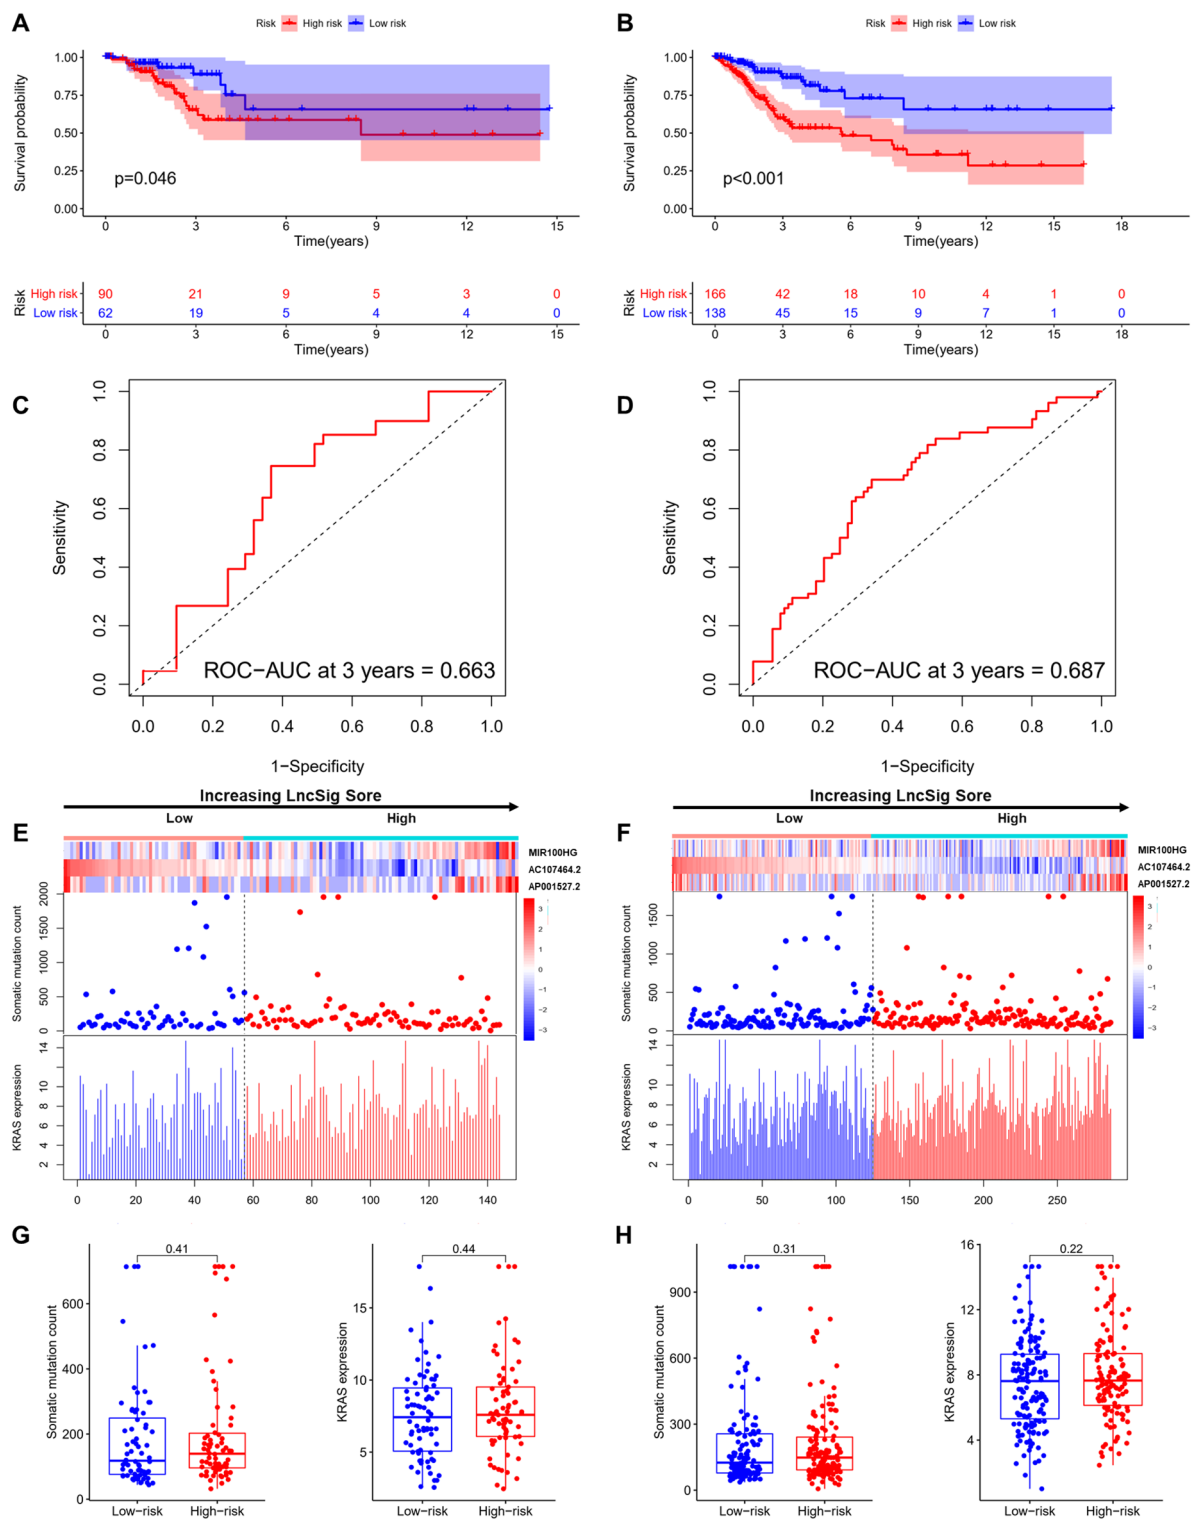 A
Risk High risk Low risk
Survival probability
1.00
0.75
0.50
0.25
0.00
p=0.046
0 3 6 9 12 15
Time(years)
Risk
High risk 90 21 9 5 3 0
Low risk 62 19 5 4 4 0
0 3 6 9 12 15
Time(years)
B
Risk High risk Low risk
Survival probability
1.00
0.75
0.50
0.25
0.00
p<0.001
0 3 6 9 12 15 18
Time(years)
Risk
High risk 166 42 18 10 4 1 0
Low risk 138 45 15 9 7 1 0
0 3 6 9 12 15 18
Time(years)
C
Sensitivity
1.0
0.8
0.6
0.4
0.2
0.0
ROC-AUC at 3 years = 0.663
0.0 0.2 0.4 0.6 0.8 1.0
1-Specificity
D
Sensitivity
1.0
0.8
0.6
0.4
0.2
0.0
ROC-AUC at 3 years = 0.687
0.0 0.2 0.4 0.6 0.8 1.0
1-Specificity
E
Increasing LncSig Sore
Low High
MIR100HG
AC107464.2
AP001527.2
3
2
1
0
-1
-2
-3
Somatic mutation count
2000
1500
1000
500
0
KRAS expression
14
10
8
6
4
2
0 20 40 60 80 100 120 140
F
Increasing LncSig Sore
Low High
MIR100HG
AC107464.2
AP001527.2
3
2
1
0
-1
-2
-3
Somatic mutation count
1500
1000
500
0
KRAS expression
14
10
8
6
4
2
0 50 100 150 200 250
G
Somatic mutation count
0.41
600
400
200
0
Low-risk High-risk
KRAS expression
0.44
15
10
5
Low-risk High-risk
H
Somatic mutation count
0.31
900
600
300
0
Low-risk High-risk
KRAS expression
0.22
16
12
8
4
Low-risk High-risk